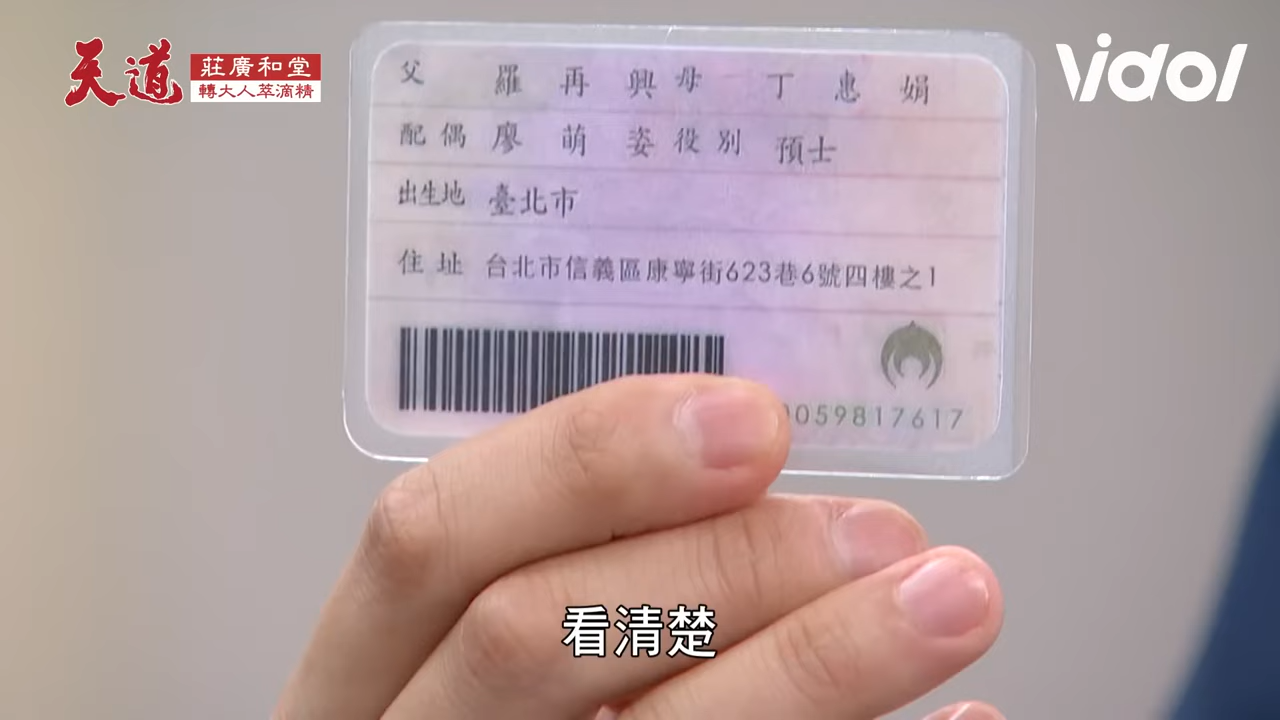 天道
莊廣和堂
轉大人萃滴精
vidol
父 羅再興 母 丁惠娟
配偶 廖萌姿 役別 預士
出生地 臺北市
住址 台北市信義區康寧街623巷6號四樓之1
059817617
看清楚